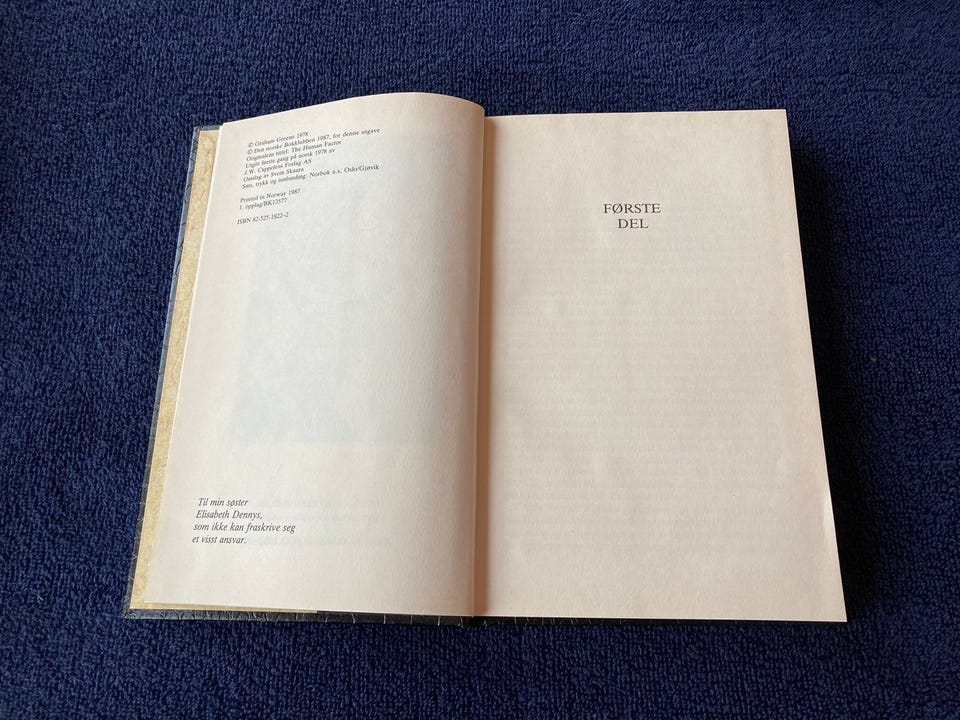 © Graham Greene 1978
© Den norske Bokklubben 1987, for denne utgave
Originalens tittel: The Human Factor
Utgitt første gang på norsk 1978 av
J.W. Cappelens Forlag AS
Omslag av Svein Skaara
Sats, trykk og innbinding: Norbok a.s, Oslo/Gjøvik
Printed in Norway 1987
1. opplag/BK13577
ISBN 82-525-1822-2
Til min søster
Elisabeth Dennys,
som ikke kan fraskrive seg
et visst ansvar.
FØRSTE
DEL